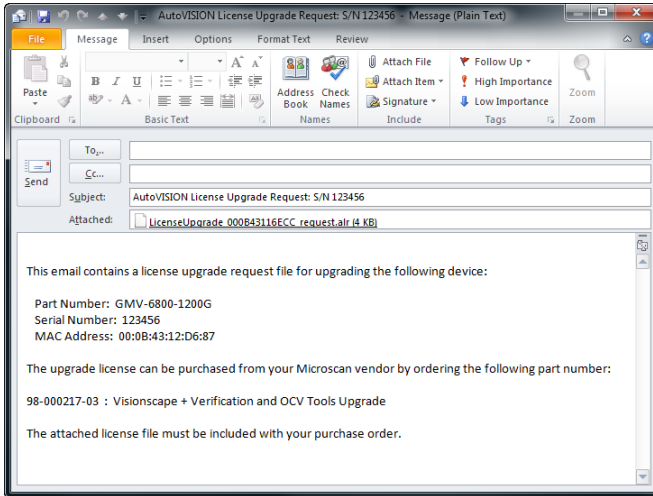 AutoVISION License Upgrade Request: S/N 123456 - Message (Plain Text)
File Message Insert Options Format Text Review
Paste
Clipboard
B I U
Basic Text
Address Book
Check Names
Names
Attach File
Attach Item
Signature
Include
Follow Up
High Importance
Low Importance
Tags
Zoom
Zoom
Send
To...
Cc...
Subject: AutoVISION License Upgrade Request: S/N 123456
Attached: LicenseUpgrade_000B43116ECC_request.alr (4 KB)
This email contains a license upgrade request file for upgrading the following device:
Part Number: GMV-6800-1200G
Serial Number: 123456
MAC Address: 00:0B:43:12:D6:87
The upgrade license can be purchased from your Microscan vendor by ordering the following part number:
98-000217-03 : Visionscape + Verification and OCV Tools Upgrade
The attached license file must be included with your purchase order.